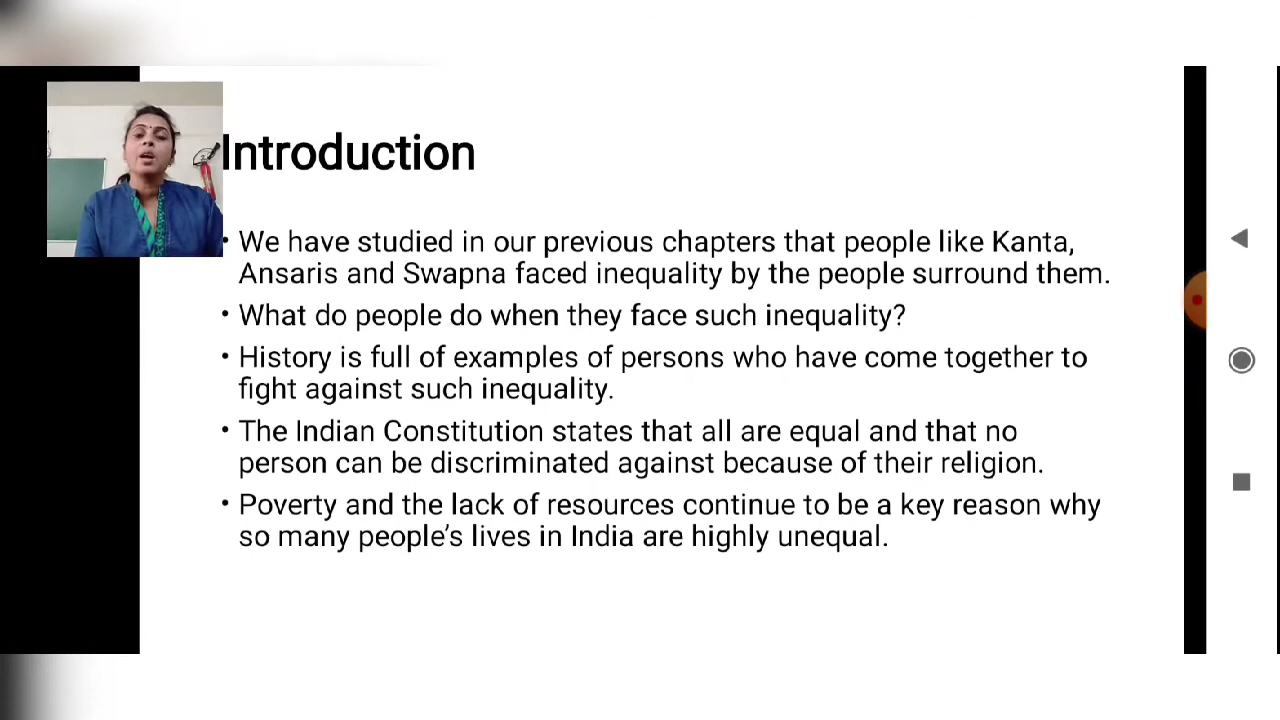 Introduction
• We have studied in our previous chapters that people like Kanta,
Ansaris and Swapna faced inequality by the people surround them.
• What do people do when they face such inequality?
• History is full of examples of persons who have come together to
fight against such inequality.
• The Indian Constitution states that all are equal and that no
person can be discriminated against because of their religion.
• Poverty and the lack of resources continue to be a key reason why
so many people’s lives in India are highly unequal.